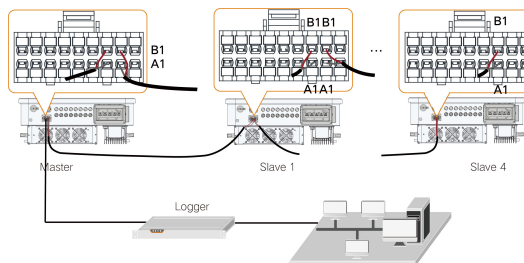 B1
A1
B1B1
A1A1
...
B1
A1
Master
Slave 1
Slave 4
Logger